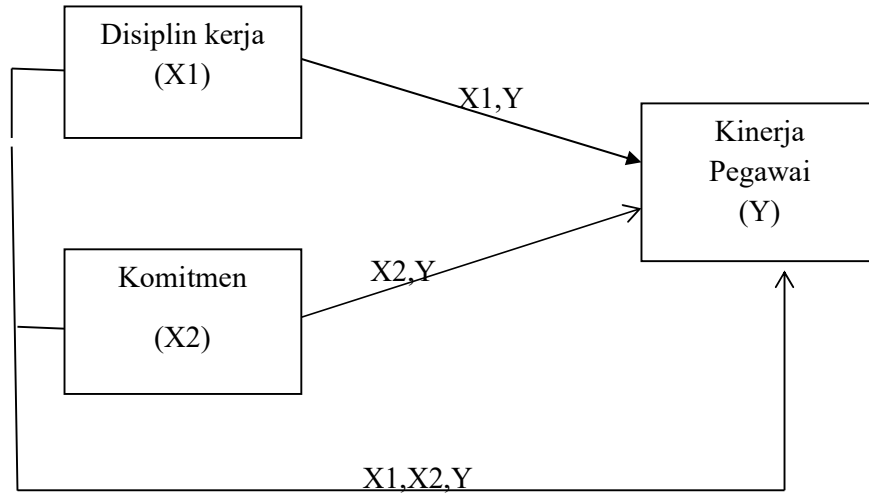 Disiplin kerja
(X1)
X1,Y
Kinerja
Pegawai
(Y)
Komitmen
(X2)
X2,Y
X1,X2,Y